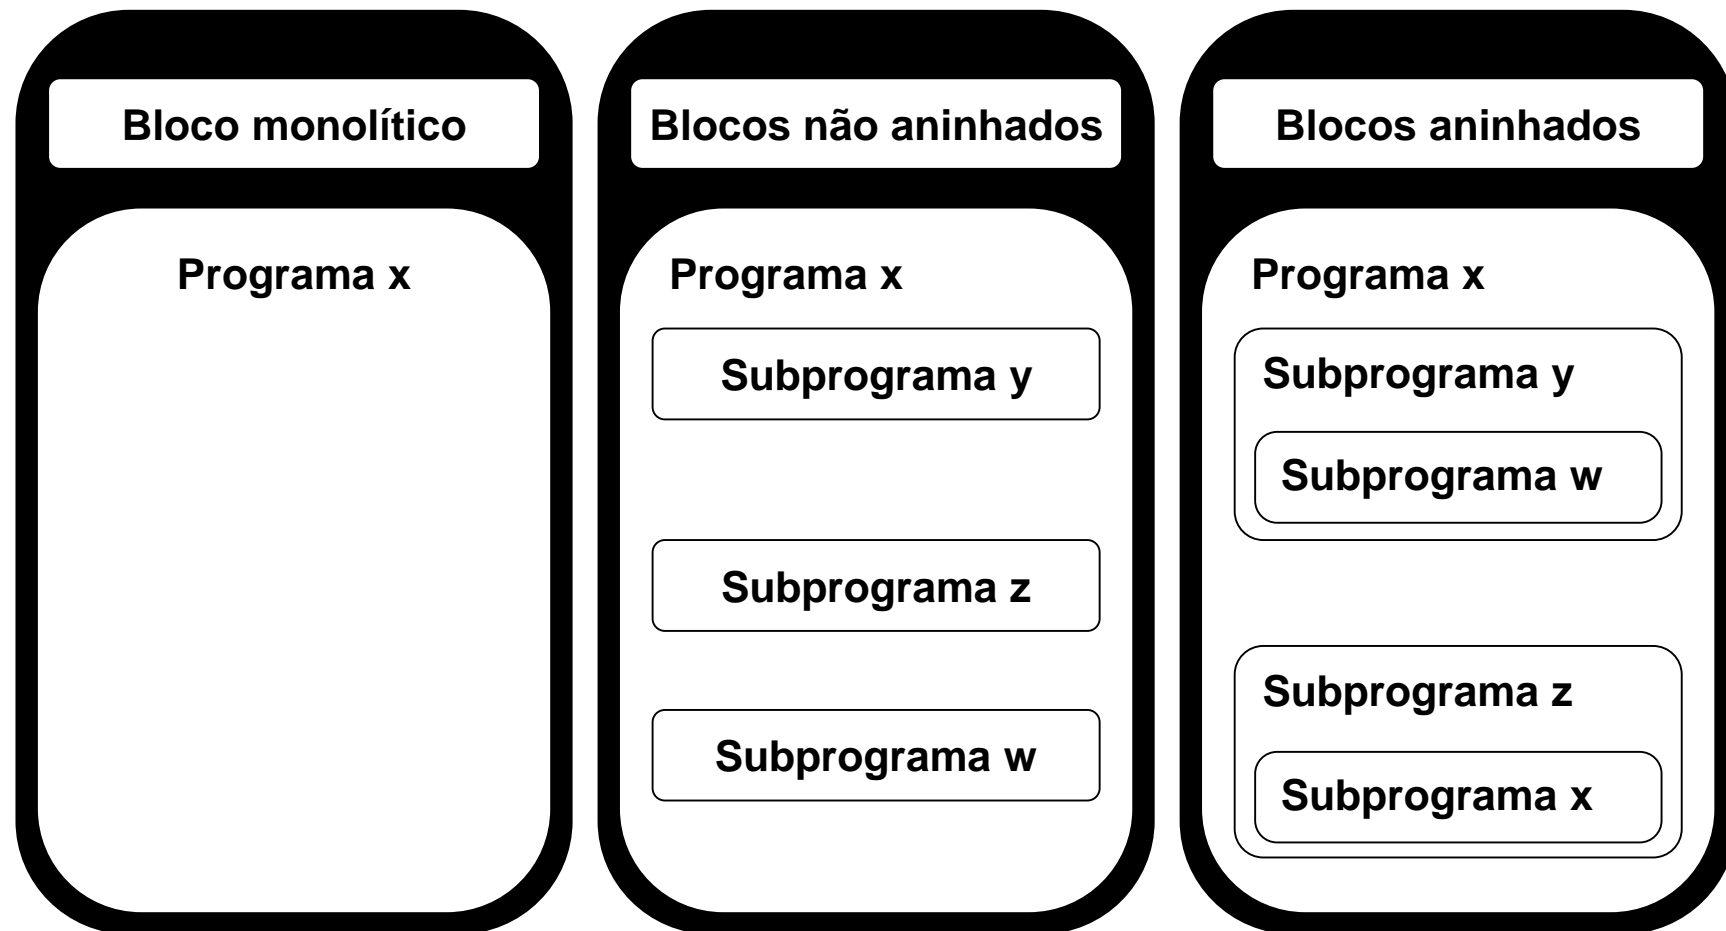 Bloco monolítico
Programa x
Blocos não aninhados
Programa x
Subprograma y
Subprograma z
Subprograma w
Blocos aninhados
Programa x
Subprograma y
Subprograma w
Subprograma z
Subprograma x